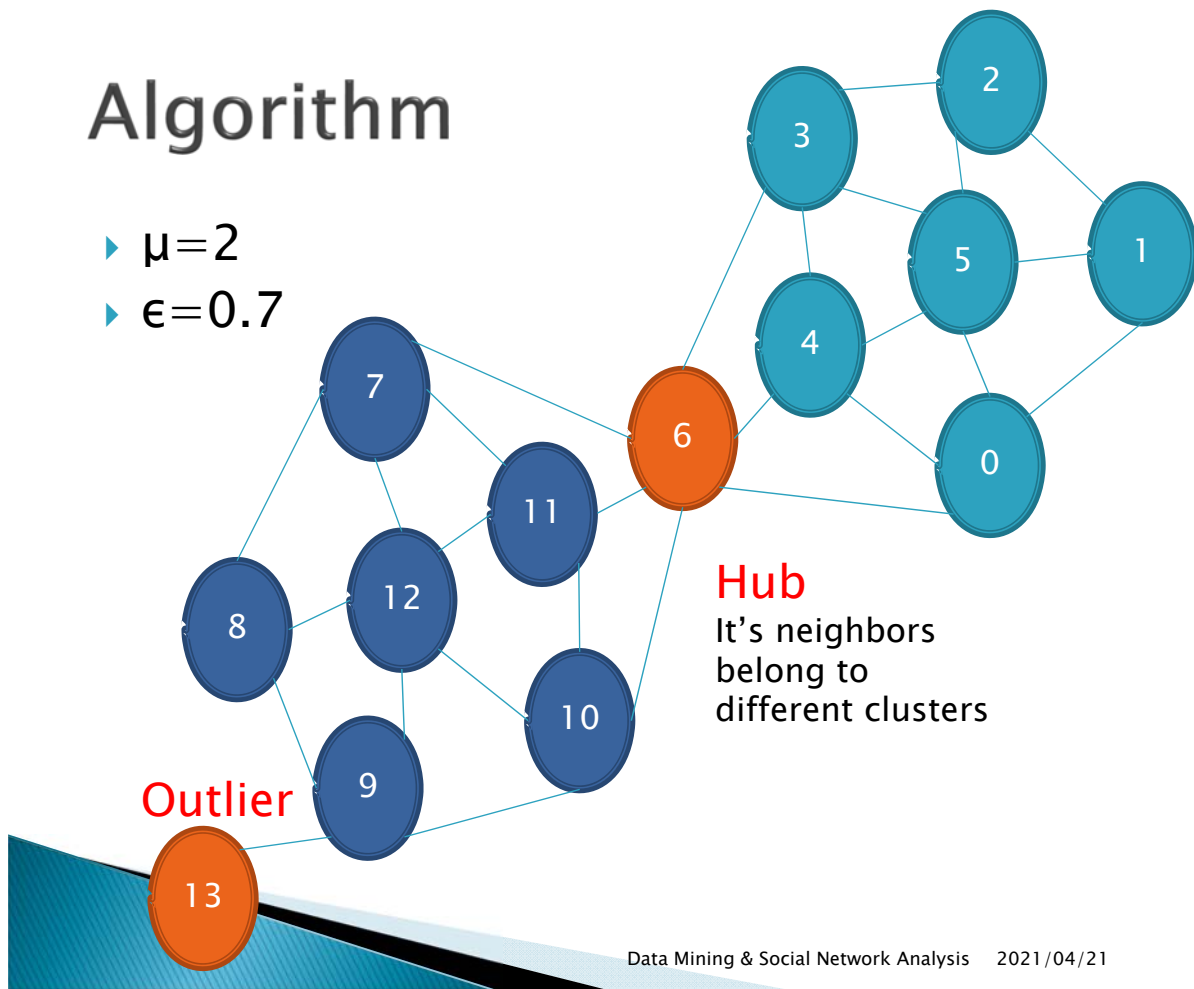 Algorithm
μ=2
ϵ=0.7
2
3
5
1
4
7
6
0
11
12
8
10
9
Hub
It's neighbors
belong to
different clusters
Outlier
13
Data Mining & Social Network Analysis 2021/04/21